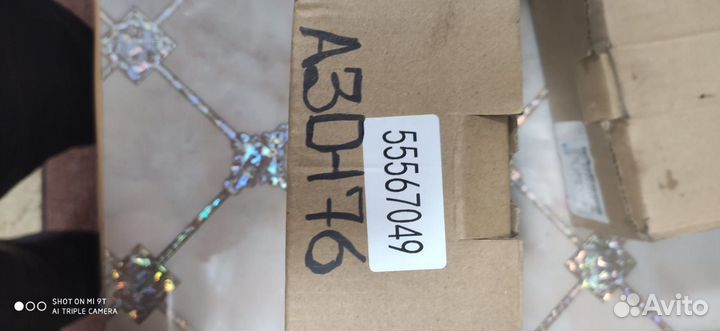 A30476
55567049
SHOT ON MI 9T
AI TRIPLE CAMERA
Avito